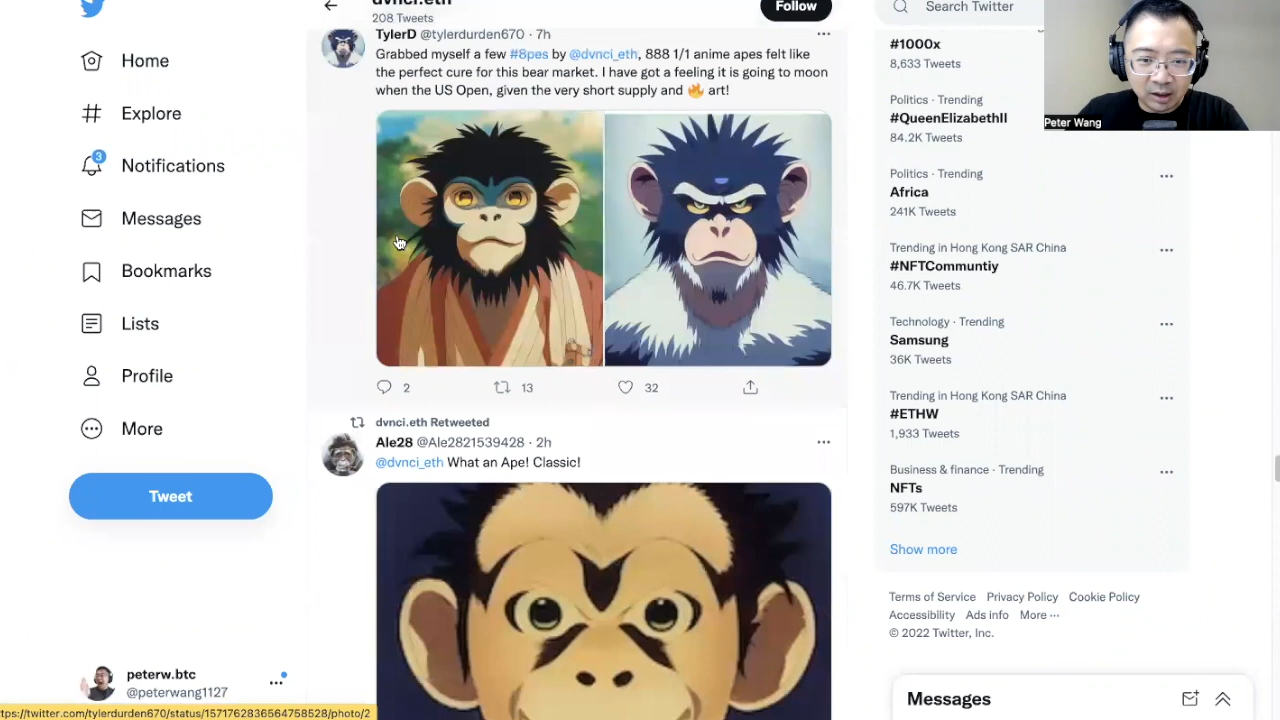 dvnci.eth
208 Tweets
Follow
Search Twitter
Home
Explore
3
Notifications
Messages
Bookmarks
Lists
Profile
More
Tweet
peterw.btc
@peterwang1127
TylerD @tylerdurden670 · 7h
Grabbed myself a few #8pes by @dvnci_eth, 888 1/1 anime apes felt like
the perfect cure for this bear market. I have got a feeling it is going to moon
when the US Open, given the very short supply and 🔥 art!
2
13
32
dvnci.eth Retweeted
Ale28 @Ale2821539428 · 2h
@dvnci_eth What an Ape! Classic!
#1000x
8,633 Tweets
Politics · Trending
#QueenElizabethII
84.2K Tweets
Politics · Trending
Africa
241K Tweets
Trending in Hong Kong SAR China
#NFTCommuntiy
46.7K Tweets
Technology · Trending
Samsung
36K Tweets
Trending in Hong Kong SAR China
#ETHW
1,933 Tweets
Business & finance · Trending
NFTs
597K Tweets
Show more
Terms of Service Privacy Policy Cookie Policy
Accessibility Ads info More ···
© 2022 Twitter, Inc.
Messages
Peter Wang
ttps://twitter.com/tylerdurden670/status/1571762836564758528/photo/2